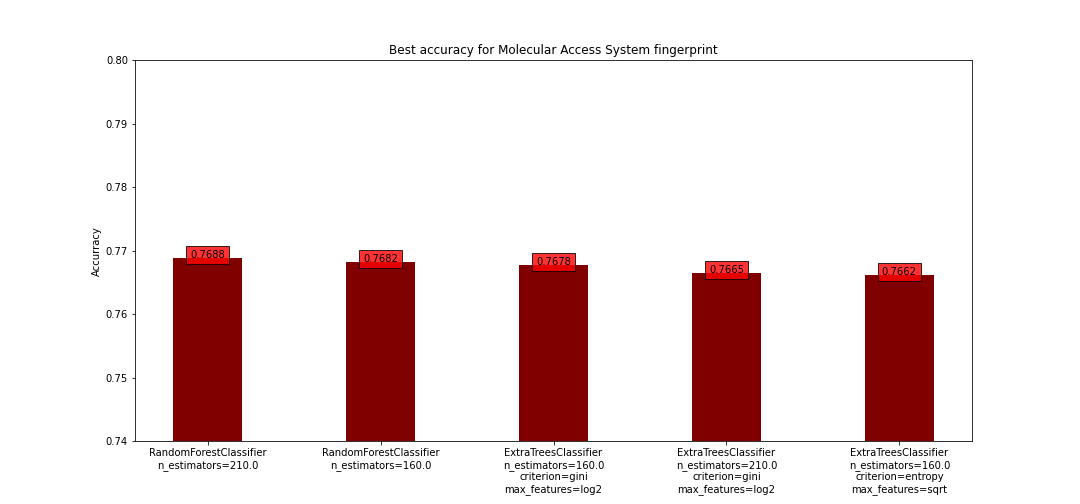 Best accuracy for Molecular Access System fingerprint
Accurracy
0.80
0.79
0.78
0.77
0.76
0.75
0.74
0.7688
0.7682
0.7678
0.7665
0.7662
RandomForestClassifier
n_estimators=210.0
RandomForestClassifier
n_estimators=160.0
ExtraTreesClassifier
n_estimators=160.0
criterion=gini
max_features=log2
ExtraTreesClassifier
n_estimators=210.0
criterion=gini
max_features=log2
ExtraTreesClassifier
n_estimators=160.0
criterion=entropy
max_features=sqrt